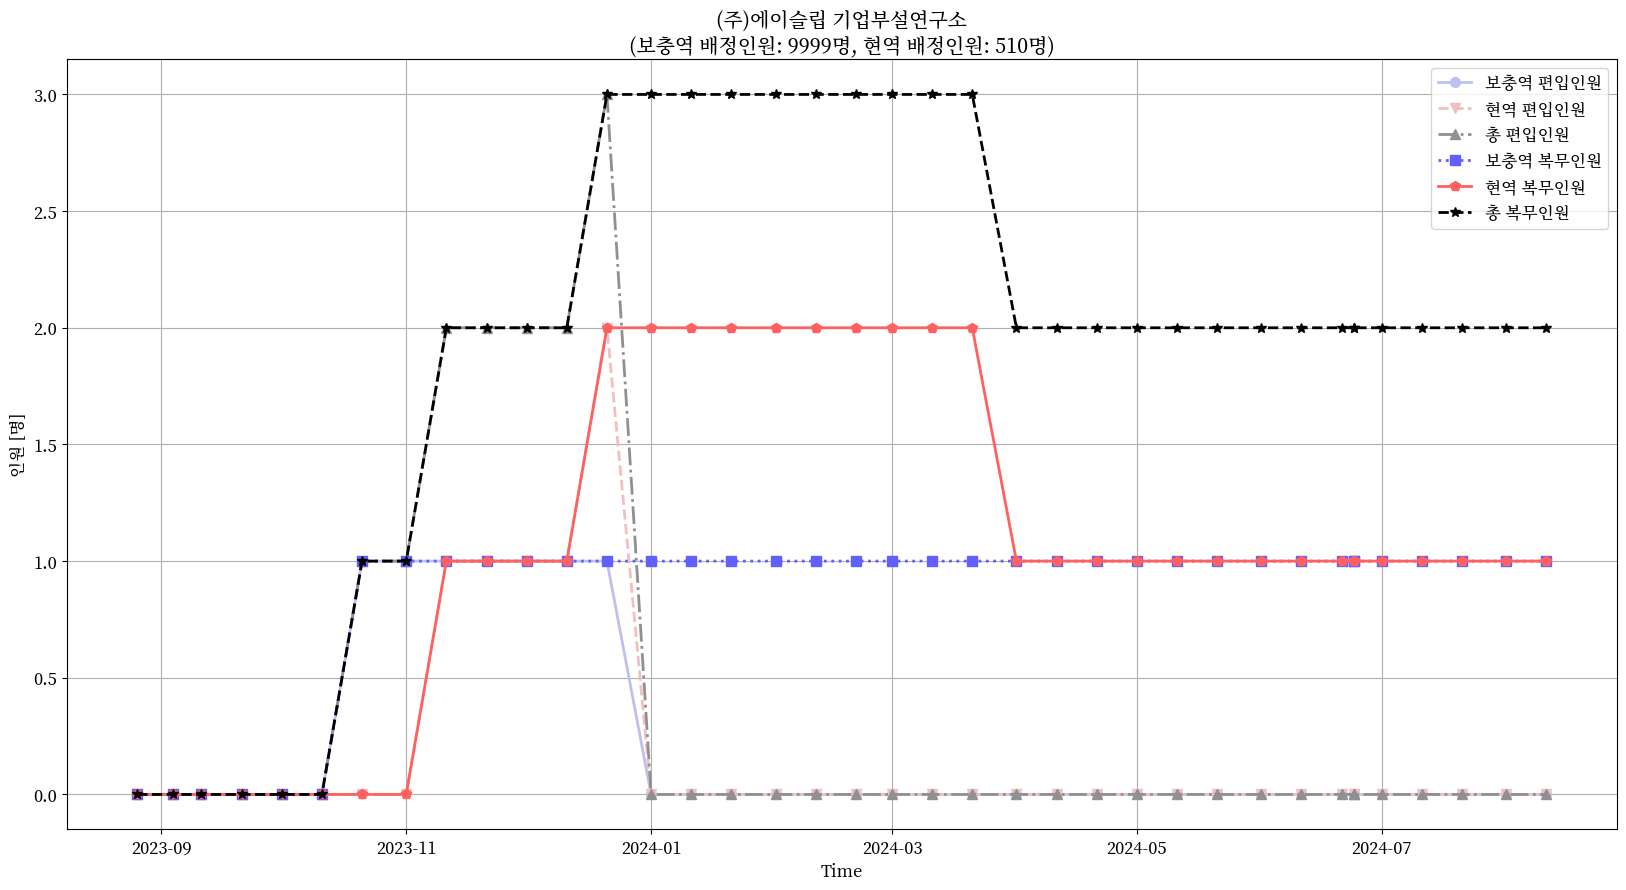 (주)에이슬립 기업부설연구소
(보충역 배정인원: 9999명, 현역 배정인원: 510명)
보충역 편입인원
현역 편입인원
총 편입인원
보충역 복무인원
현역 복무인원
총 복무인원
인원 [명]
3.0
2.5
2.0
1.5
1.0
0.5
0.0
2023-09 2023-11 2024-01 2024-03 2024-05 2024-07
Time